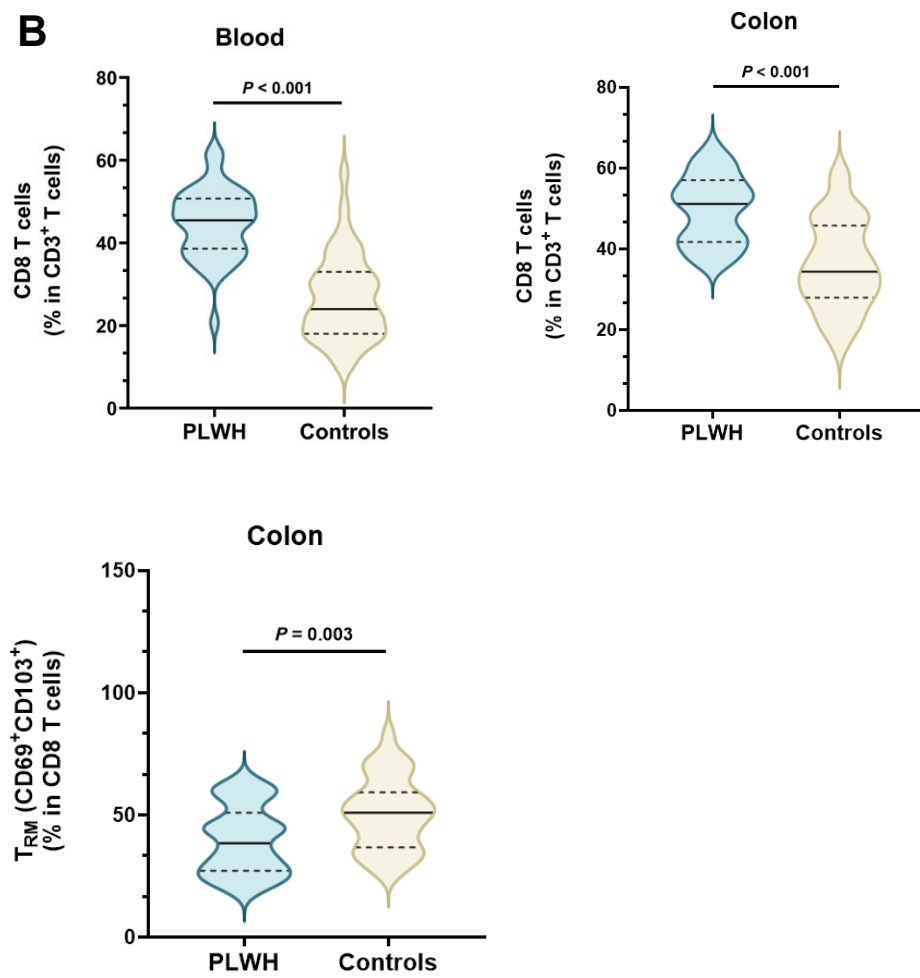 B
Blood
P < 0.001
CD8 T cells
(% in CD3⁺ T cells)
80
60
40
20
0
PLWH Controls
Colon
P < 0.001
CD8 T cells
(% in CD3⁺ T cells)
80
60
40
20
0
PLWH Controls
Colon
P = 0.003
T_RM (CD69⁺CD103⁺)
(% in CD8 T cells)
150
100
50
0
PLWH Controls